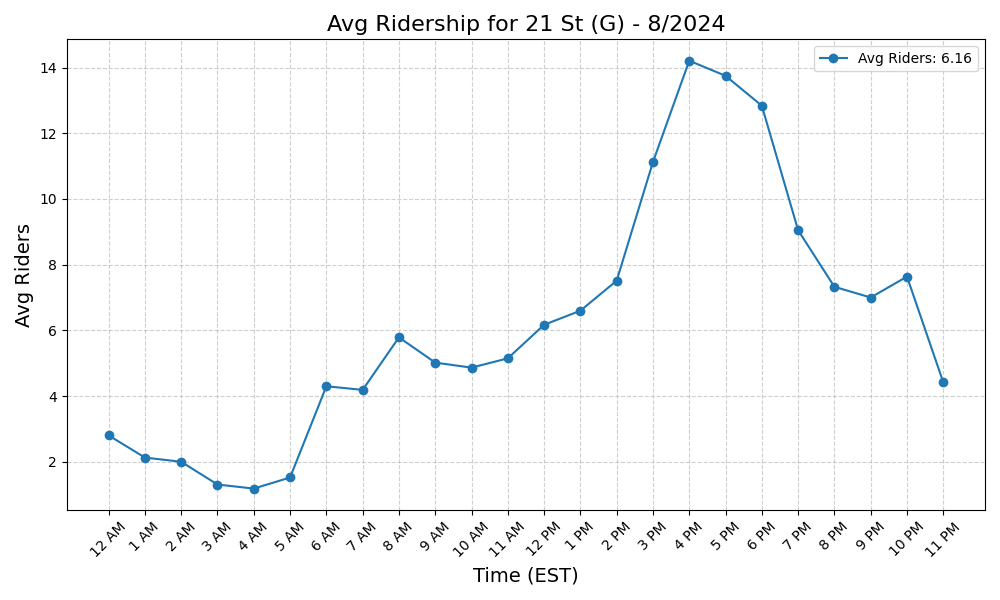 Avg Ridership for 21 St (G) - 8/2024
Avg Riders: 6.16
Avg Riders
14
12
10
8
6
4
2
12 AM
1 AM
2 AM
3 AM
4 AM
5 AM
6 AM
7 AM
8 AM
9 AM
10 AM
11 AM
12 PM
1 PM
2 PM
3 PM
4 PM
5 PM
6 PM
7 PM
8 PM
9 PM
10 PM
11 PM
Time (EST)